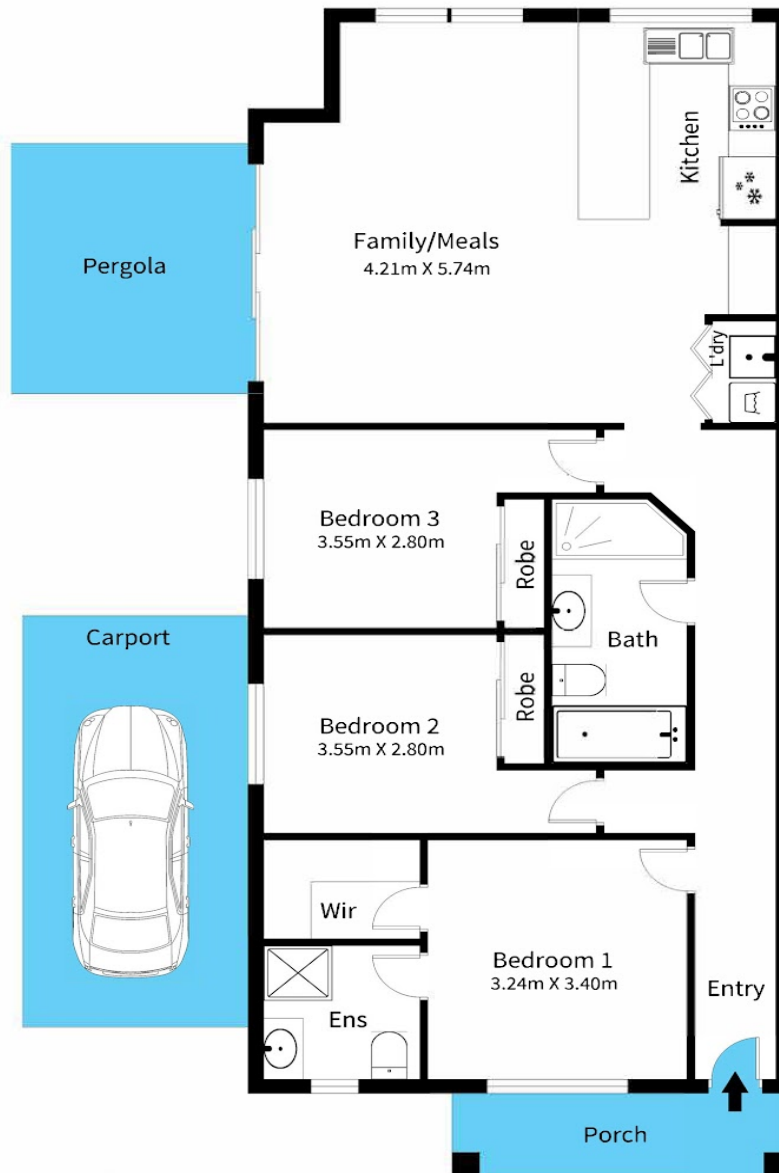 Kitchen
Family/Meals
4.21m X 5.74m
Pergola
L'dry
Bedroom 3
3.55m X 2.80m
Robe
Carport
Bath
Robe
Bedroom 2
3.55m X 2.80m
Wir
Bedroom 1
3.24m X 3.40m
Entry
Ens
Porch